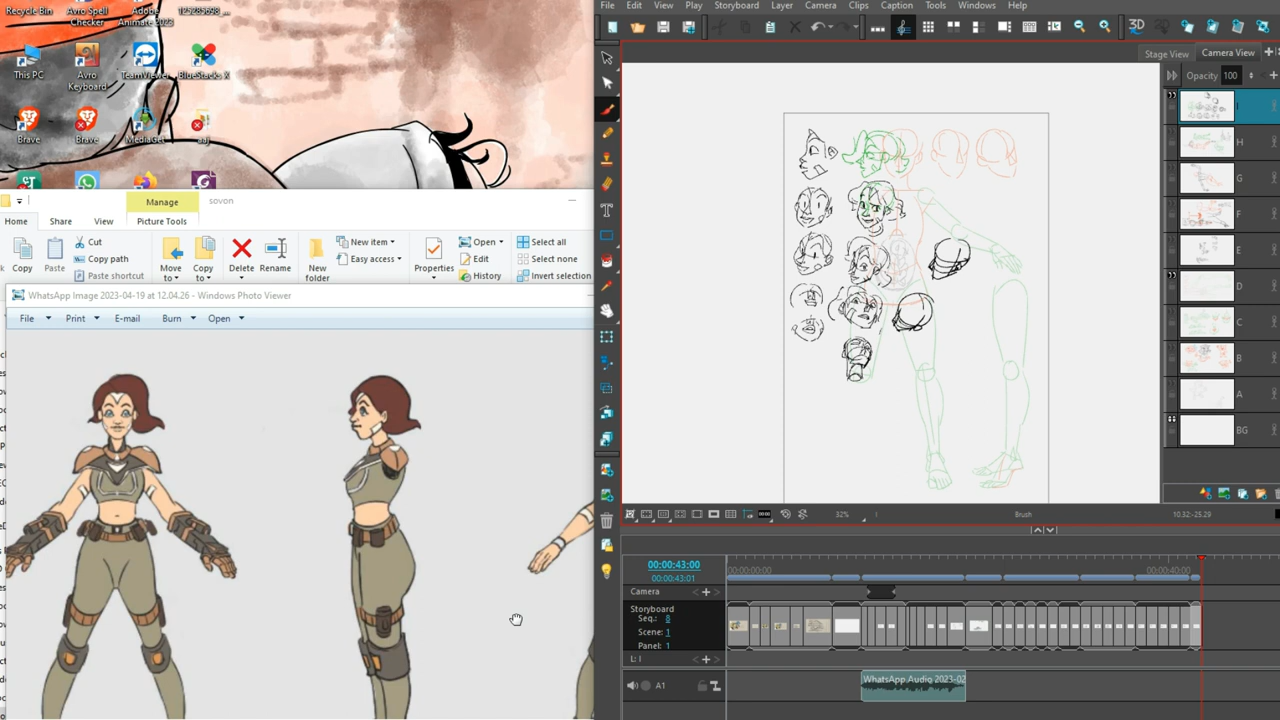 Recycle Bin
Avro Spell
Checker
Adobe
Animate 2023
This PC
Avro
Keyboard
TeamViewer
BlueStacks X
Brave
Brave
MediaGet
Manage
sovon
Home
Share
View
Picture Tools
Copy
Paste
Cut
Copy path
Paste shortcut
Move
to
Copy
to
Delete
Rename
New
folder
New item
Easy access
Properties
Open
Edit
History
Select all
Select none
Invert selection
WhatsApp Image 2023-04-19 at 12.04.26 - Windows Photo Viewer
File
Print
E-mail
Burn
Open
File Edit View Play Storyboard Layer Camera Clips Caption Tools Windows Help
3D
Stage View
Camera View
Opacity 100
I
H
G
F
E
D
C
B
A
BG
32%
1
Brush
10.32:-25.29
00:00:43:00
00:00:43:01
00:00:00:00
00:00:40:00
Camera
Storyboard
Seq.: 8
Scene: 1
Panel: 1
L: I
A1
WhatsApp Audio 2023-02